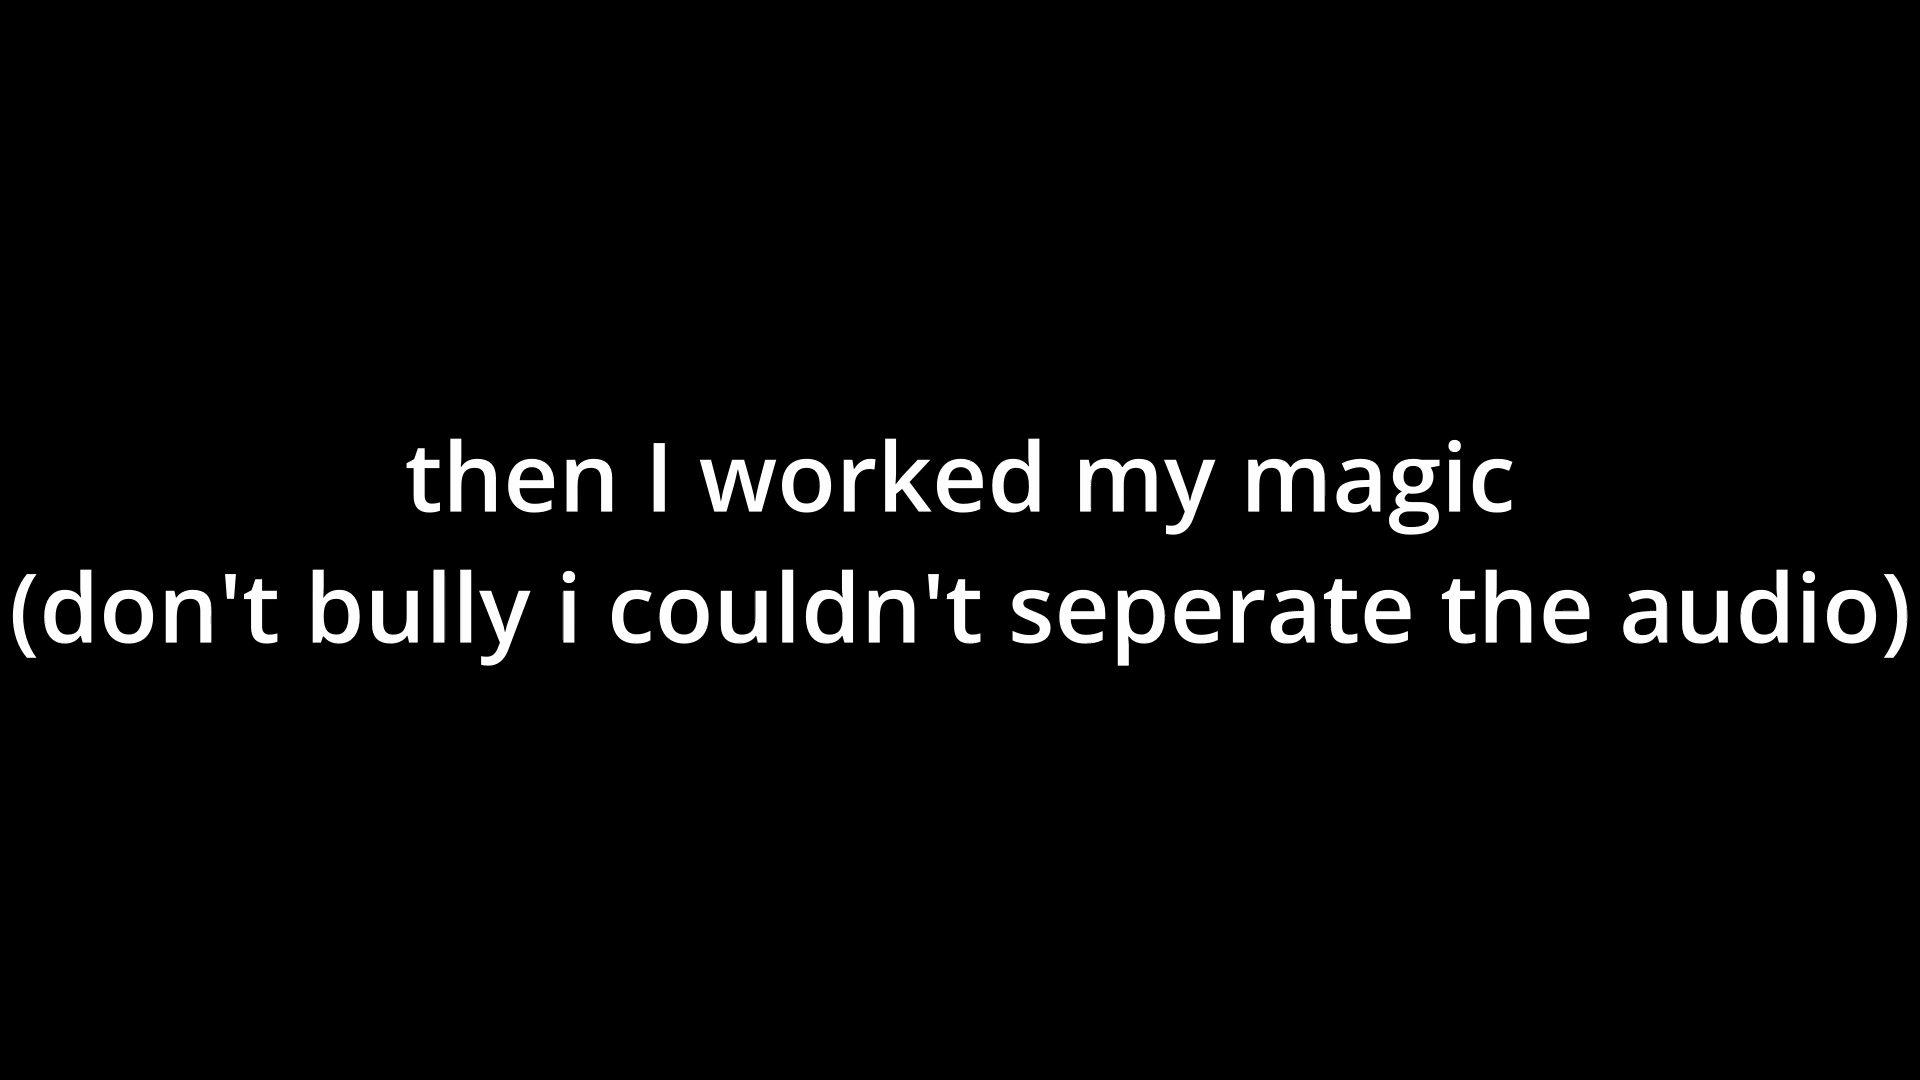 then I worked my magic
(don't bully i couldn't seperate the audio)